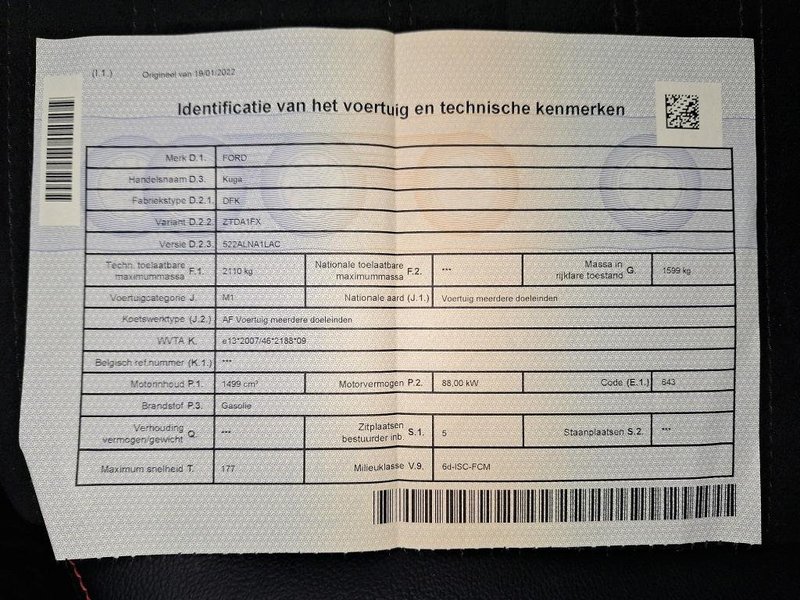 (I.1.) Origineel van 19/01/2022
Identificatie van het voertuig en technische kenmerken
Merk D.1. FORD
Handelsnaam D.3. Kuga
Fabriekstype D.2.1. DFK
Variant D.2.2. ZTDA1FX
Versie D.2.3. 522ALNA1LAC
Techn. toelaatbare maximummassa F.1. 2110 kg Nationale toelaatbare maximummassa F.2. *** Massa in rijklare toestand G. 1599 kg
Voertuigcategorie J. M1 Nationale aard (J.1.) Voertuig meerdere doeleinden
Koetswerktype (J.2.) AF Voertuig meerdere doeleinden
WVTA K. e13*2007/46*2188*09
Belgisch ref.nummer (K.1.) ***
Motorinhoud P.1. 1499 cm³ Motorvermogen P.2. 88,00 kW Code (E.1.) 643
Brandstof P.3. Gasolie
Verhouding vermogen/gewicht Q. *** Zitplaatsen bestuurder inb. S.1. 5 Staanplaatsen S.2. ***
Maximum snelheid T. 177 Milieuklasse V.9. 6d-ISC-FCM